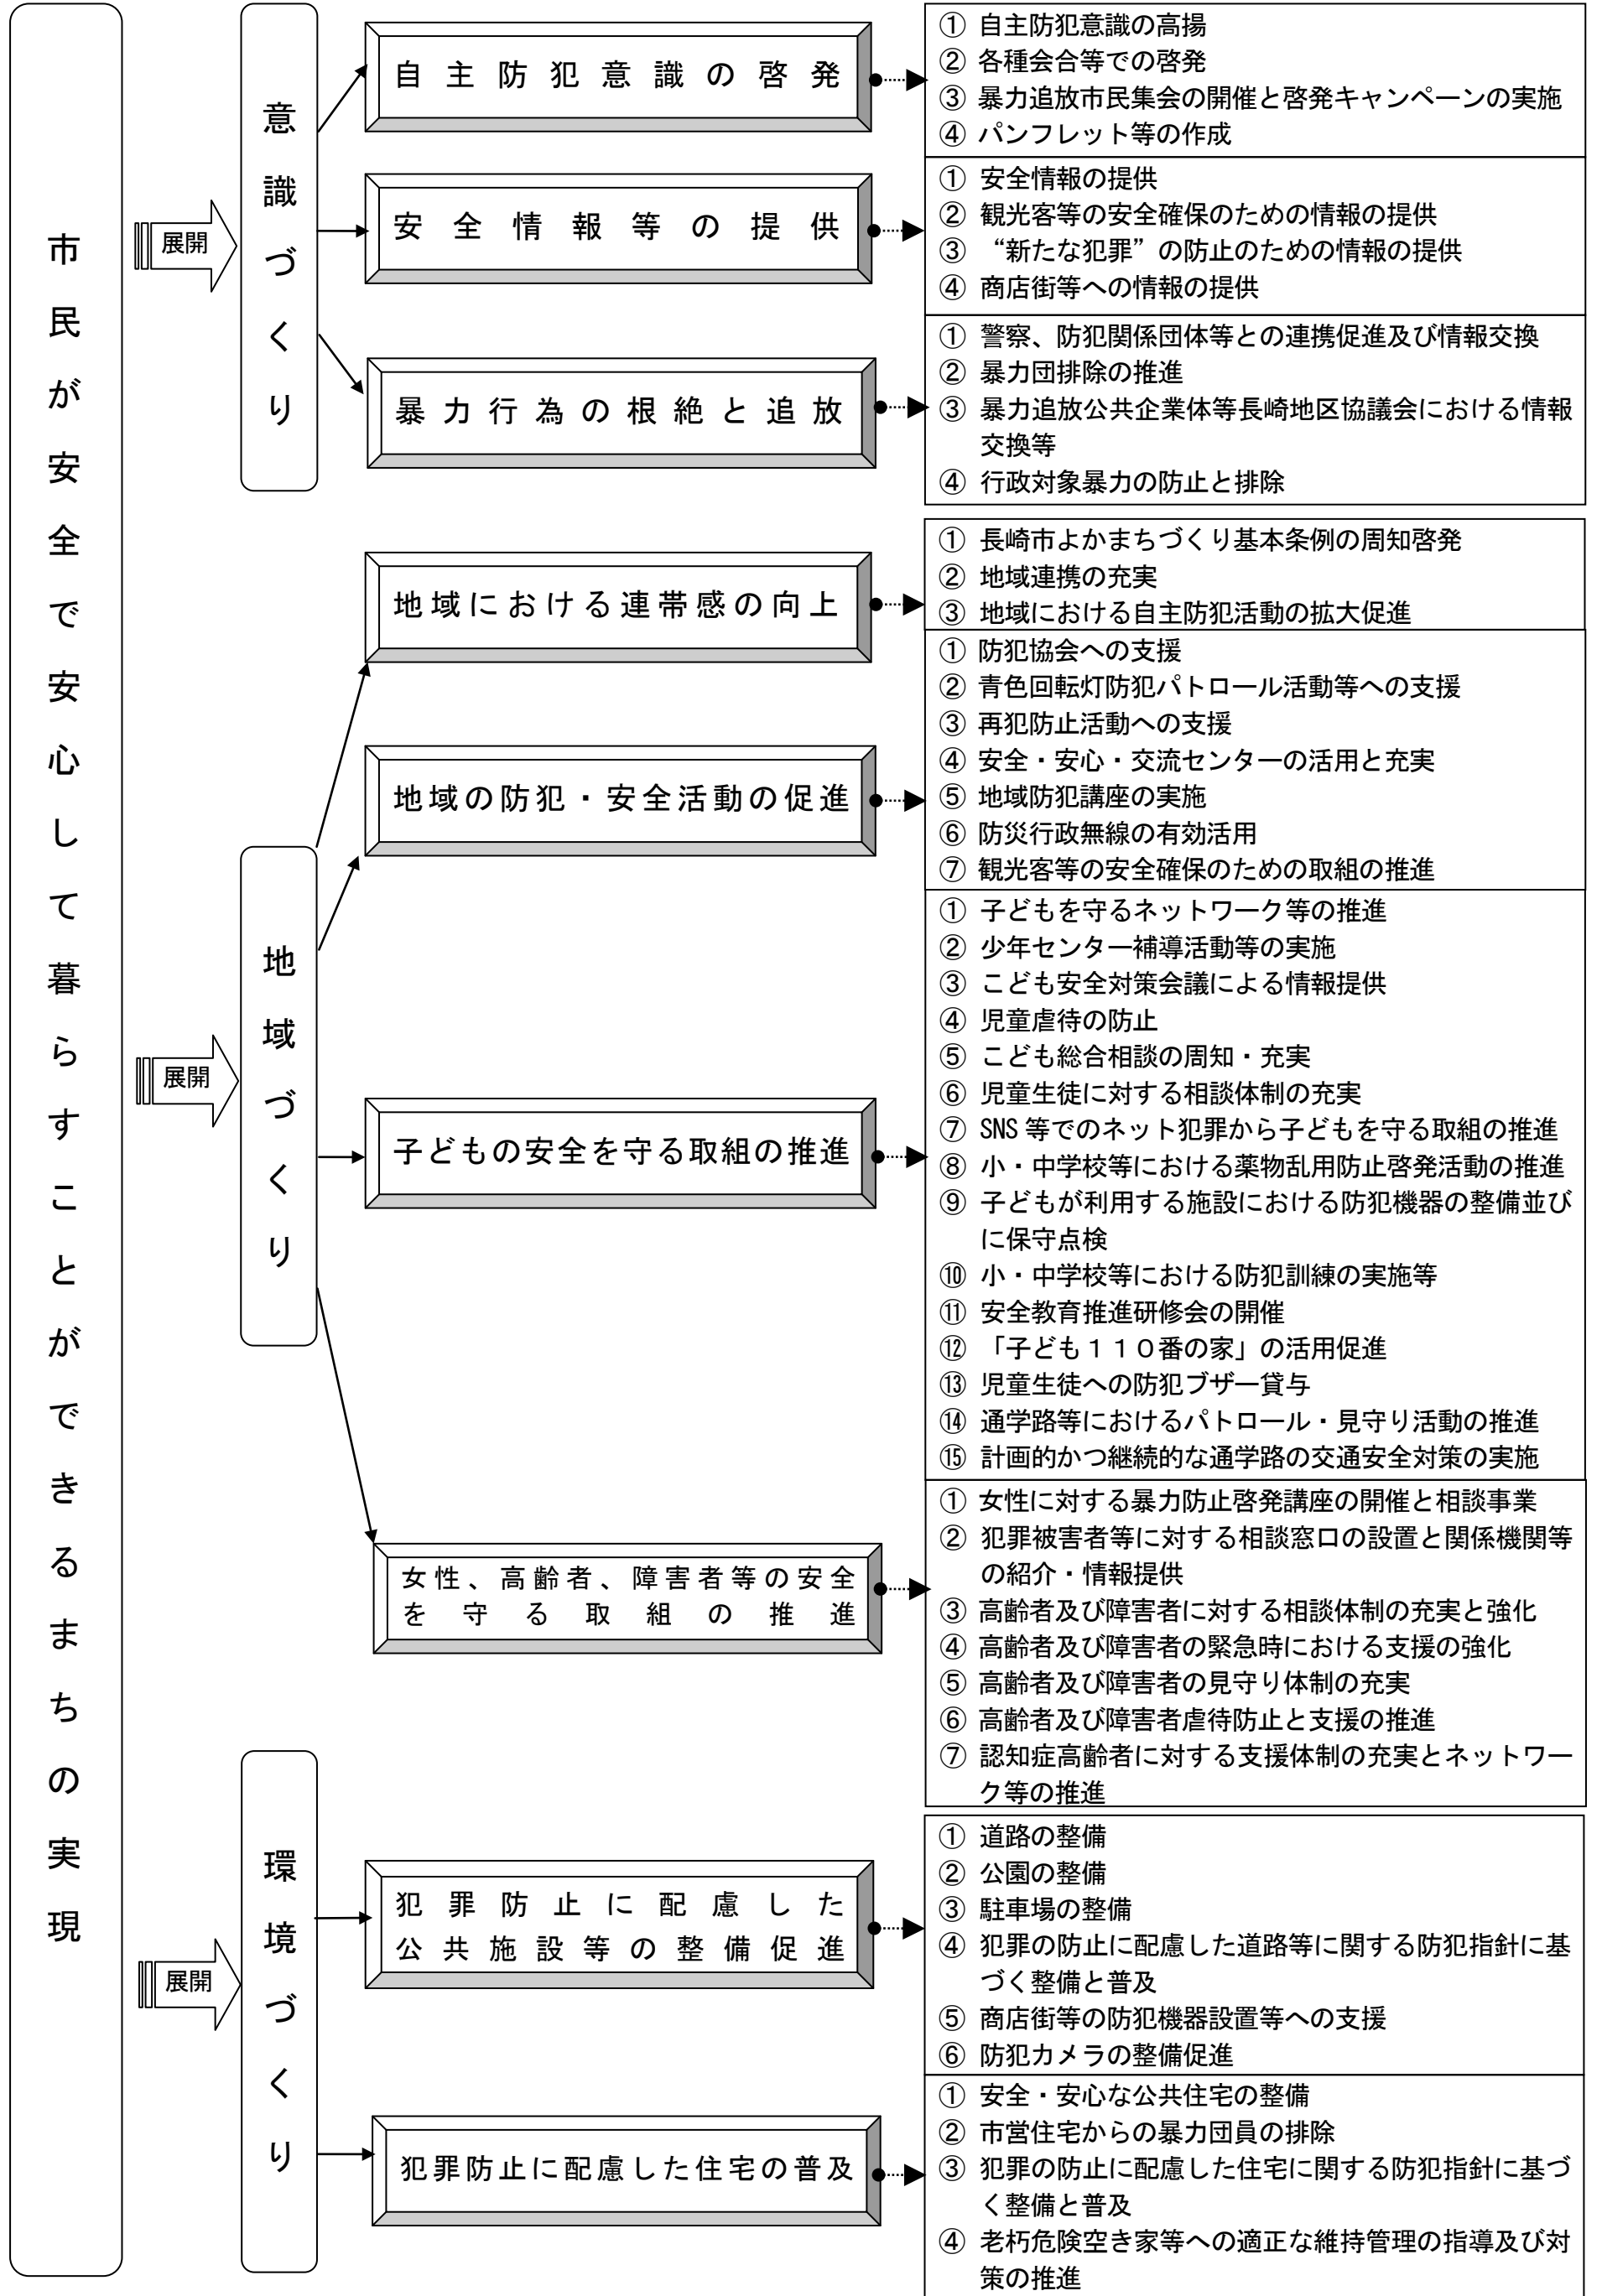 市民が安全で安心して暮らすことができるまちの実現
展開
意識づくり
自主防犯意識の啓発
① 自主防犯意識の高揚
② 各種会合等での啓発
③ 暴力追放市民集会の開催と啓発キャンペーンの実施
④ パンフレット等の作成
安全情報等の提供
① 安全情報の提供
② 観光客等の安全確保のための情報の提供
③ “新たな犯罪”の防止のための情報の提供
④ 商店街等への情報の提供
暴力行為の根絶と追放
① 警察、防犯関係団体等との連携促進及び情報交換
② 暴力団排除の推進
③ 暴力追放公共企業体等長崎地区協議会における情報
交換等
④ 行政対象暴力の防止と排除
展開
地域づくり
地域における連帯感の向上
① 長崎市よかまちづくり基本条例の周知啓発
② 地域連携の充実
③ 地域における自主防犯活動の拡大促進
地域の防犯・安全活動の促進
① 防犯協会への支援
② 青色回転灯防犯パトロール活動等への支援
③ 再犯防止活動への支援
④ 安全・安心・交流センターの活用と充実
⑤ 地域防犯講座の実施
⑥ 防災行政無線の有効活用
⑦ 観光客等の安全確保のための取組の推進
子どもの安全を守る取組の推進
① 子どもを守るネットワーク等の推進
② 少年センター補導活動等の実施
③ こども安全対策会議による情報提供
④ 児童虐待の防止
⑤ こども総合相談の周知・充実
⑥ 児童生徒に対する相談体制の充実
⑦ SNS 等でのネット犯罪から子どもを守る取組の推進
⑧ 小・中学校等における薬物乱用防止啓発活動の推進
⑨ 子どもが利用する施設における防犯機器の整備並び
に保守点検
⑩ 小・中学校等における防犯訓練の実施等
⑪ 安全教育推進研修会の開催
⑫ 「子ども１１０番の家」の活用促進
⑬ 児童生徒への防犯ブザー貸与
⑭ 通学路等におけるパトロール・見守り活動の推進
⑮ 計画的かつ継続的な通学路の交通安全対策の実施
女性、高齢者、障害者等の安全
を守る取組の推進
① 女性に対する暴力防止啓発講座の開催と相談事業
② 犯罪被害者等に対する相談窓口の設置と関係機関等
の紹介・情報提供
③ 高齢者及び障害者に対する相談体制の充実と強化
④ 高齢者及び障害者の緊急時における支援の強化
⑤ 高齢者及び障害者の見守り体制の充実
⑥ 高齢者及び障害者虐待防止と支援の推進
⑦ 認知症高齢者に対する支援体制の充実とネットワー
ク等の推進
展開
環境づくり
犯罪防止に配慮した
公共施設等の整備促進
① 道路の整備
② 公園の整備
③ 駐車場の整備
④ 犯罪の防止に配慮した道路等に関する防犯指針に基
づく整備と普及
⑤ 商店街等の防犯機器設置等への支援
⑥ 防犯カメラの整備促進
犯罪防止に配慮した住宅の普及
① 安全・安心な公共住宅の整備
② 市営住宅からの暴力団員の排除
③ 犯罪の防止に配慮した住宅に関する防犯指針に基づ
く整備と普及
④ 老朽危険空き家等への適正な維持管理の指導及び対
策の推進